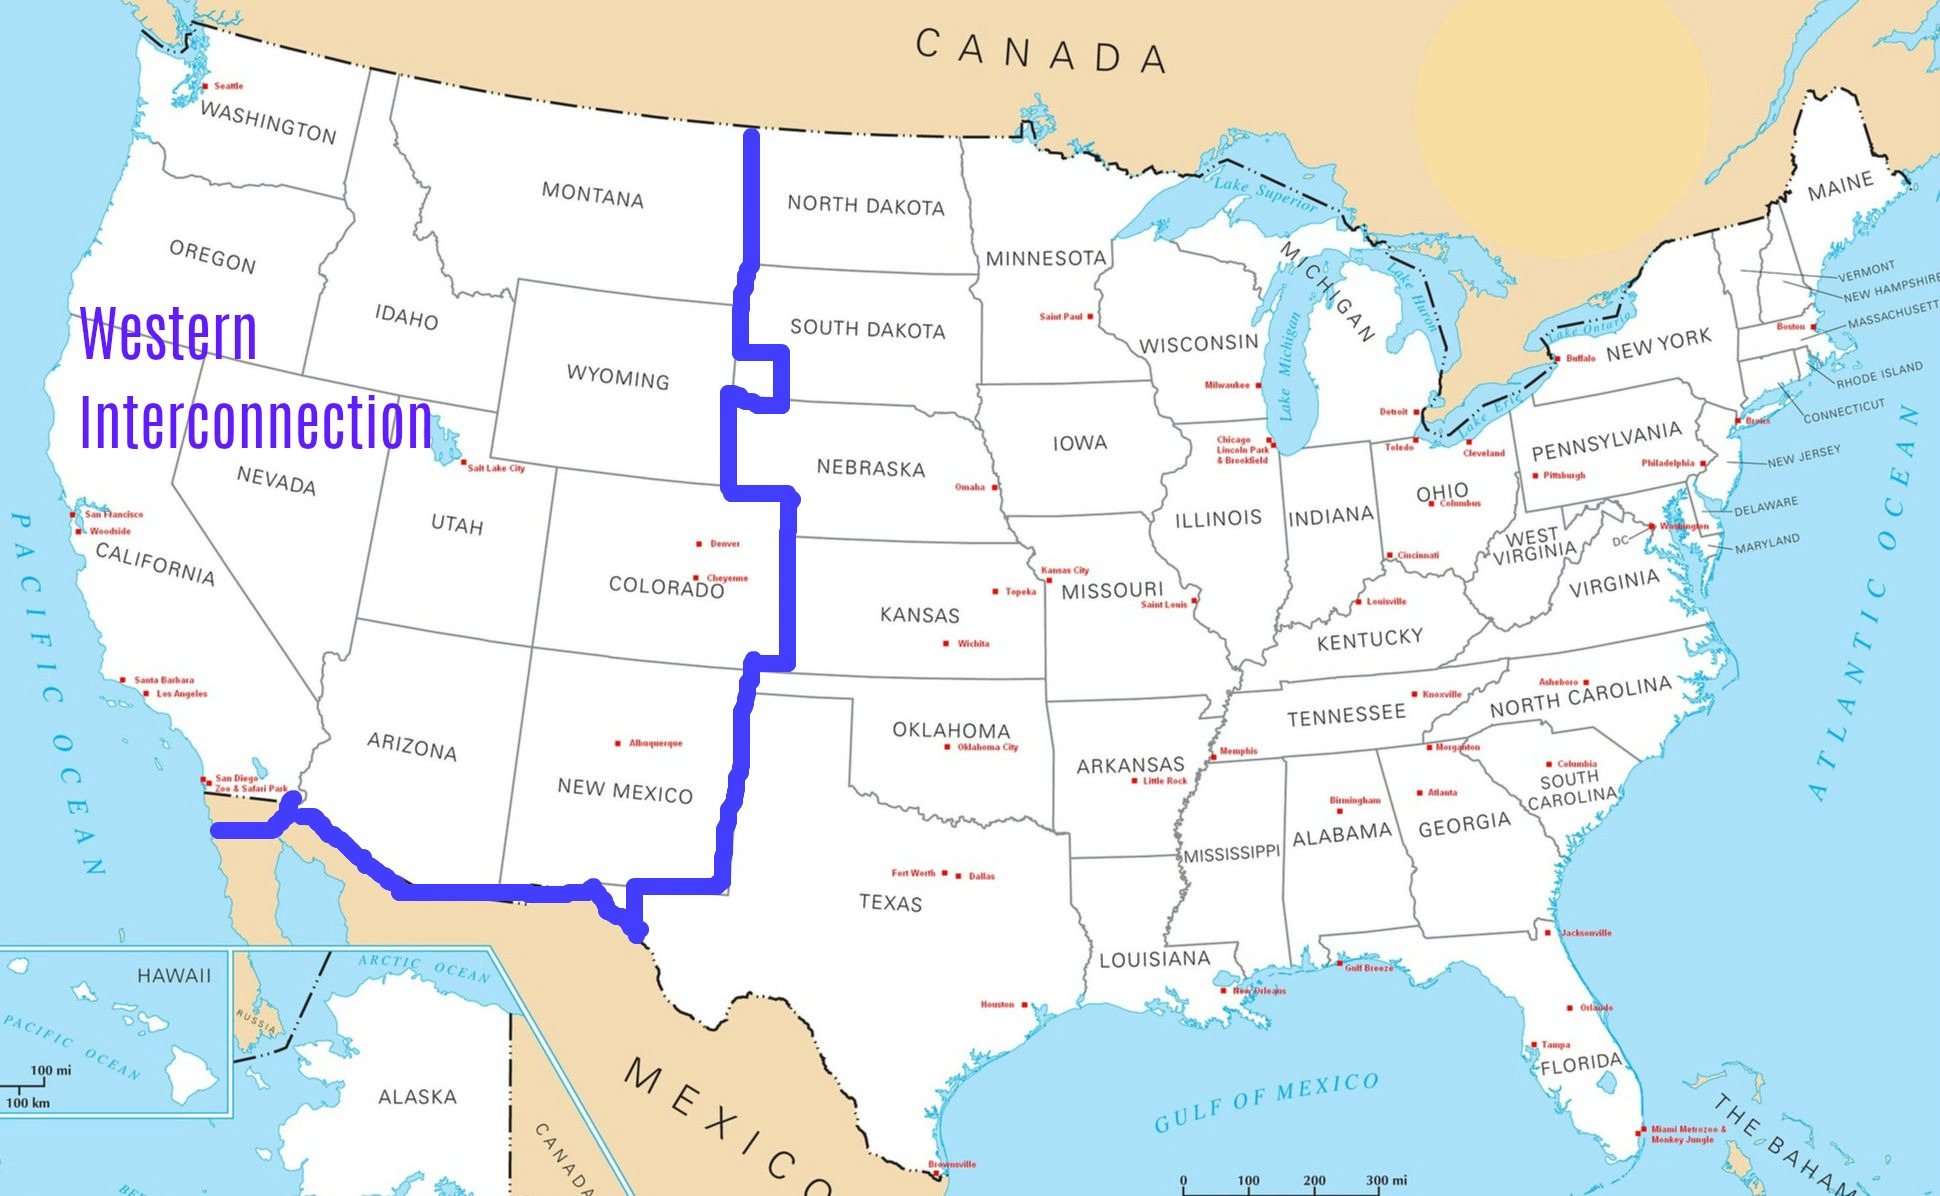 CANADA
Seattle
WASHINGTON
MONTANA
NORTH DAKOTA
MINNESOTA
Lake Superior
MICHIGAN
MAINE
OREGON
IDAHO
Western
Interconnection
WYOMING
SOUTH DAKOTA
Saint Paul
WISCONSIN
Milwaukee
Lake Michigan
Lake Huron
Detroit
Lake Ontario
Lake Erie
Buffalo
NEW YORK
VERMONT
NEW HAMPSHIRE
MASSACHUSETT
Boston
RHODE ISLAND
CONNECTICUT
Bronx
NEW JERSEY
PENNSYLVANIA
Philadelphia
Pittsburgh
DELAWARE
MARYLAND
Washington
DC
NEVADA
Salt Lake City
UTAH
San Francisco
Woodside
CALIFORNIA
Denver
Cheyenne
COLORADO
NEBRASKA
Omaha
IOWA
Chicago
Lincoln Park
& Brookfield
Toledo
Cleveland
OHIO
Columbus
ILLINOIS
INDIANA
Cincinnati
WEST
VIRGINIA
VIRGINIA
KANSAS
Topeka
Wichita
Kansas City
MISSOURI
Saint Louis
Louisville
KENTUCKY
PACIFIC OCEAN
ATLANTIC OCEAN
Santa Barbara
Los Angeles
San Diego
Zoo & Safari Park
ARIZONA
Albuquerque
NEW MEXICO
OKLAHOMA
Oklahoma City
ARKANSAS
Little Rock
Memphis
TENNESSEE
Knoxville
Asheboro
NORTH CAROLINA
Morganton
Columbia
SOUTH
CAROLINA
Atlanta
GEORGIA
Birmingham
ALABAMA
MISSISSIPPI
Fort Worth
Dallas
TEXAS
LOUISIANA
New Orleans
Gulf Breeze
Jacksonville
Houston
Orlando
Tampa
FLORIDA
Miami Metrozoo &
Monkey Jungle
Brownsville
GULF OF MEXICO
THE BAHAM
MEXICO
HAWAII
PACIFIC OCEAN
100 mi
100 km
ARCTIC OCEAN
RUSSIA
ALASKA
CANADA
BE
0 100 200 300 mi